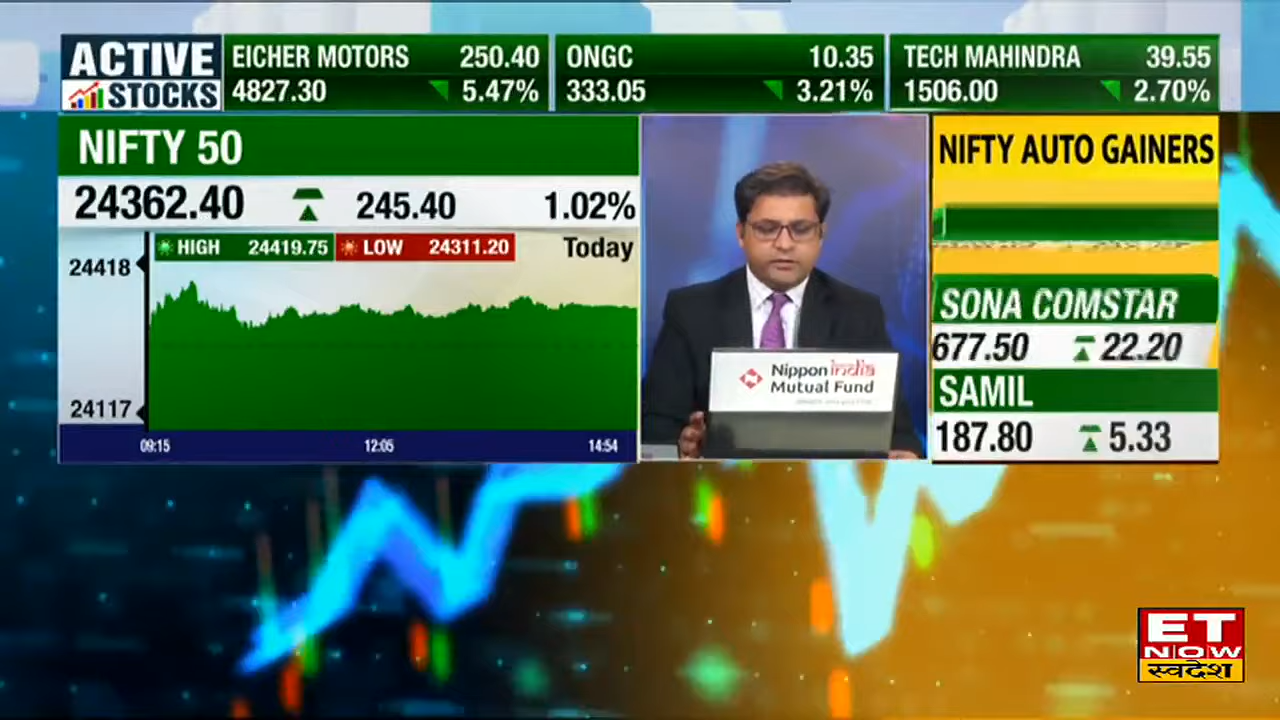 ACTIVE STOCKS
EICHER MOTORS 250.40
4827.30 5.47%
ONGC 10.35
333.05 3.21%
TECH MAHINDRA 39.55
1506.00 2.70%
NIFTY 50
24362.40 245.40 1.02%
HIGH 24419.75 LOW 24311.20 Today
24418
24117
09:15 12:05 14:54
Nippon india
Mutual Fund
NIFTY AUTO GAINERS
SONA COMSTAR
677.50 22.20
SAMIL
187.80 5.33
ET
NOW
स्वदेश